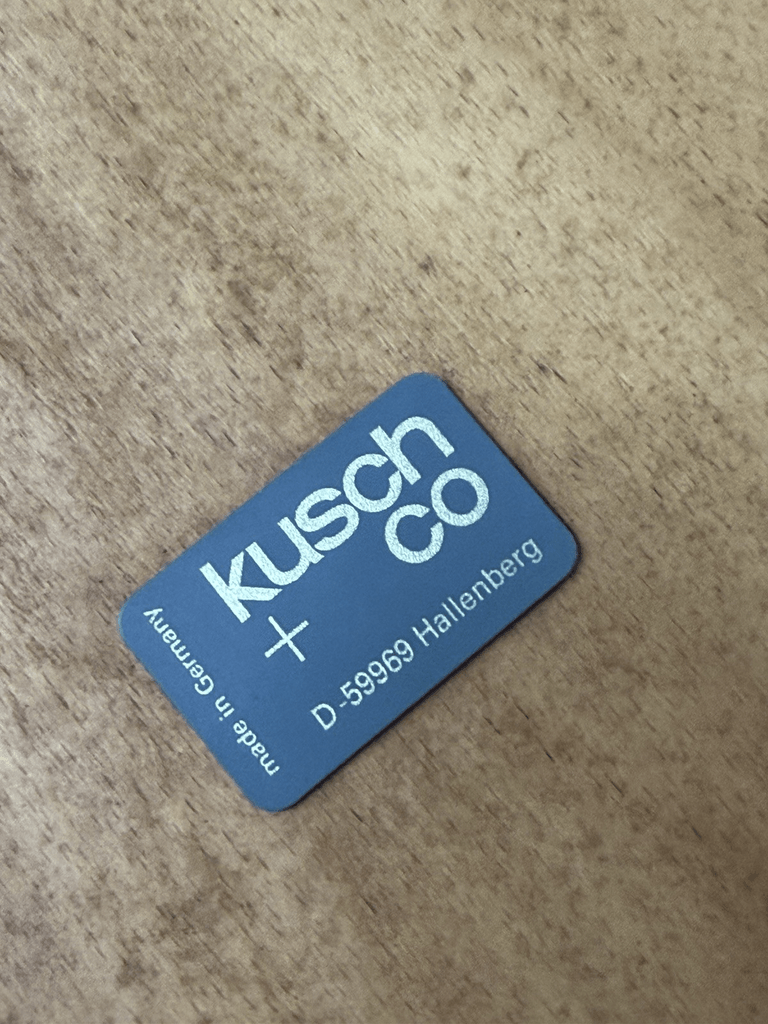 kusch
+ co
D-59969 Hallenberg
made in Germany